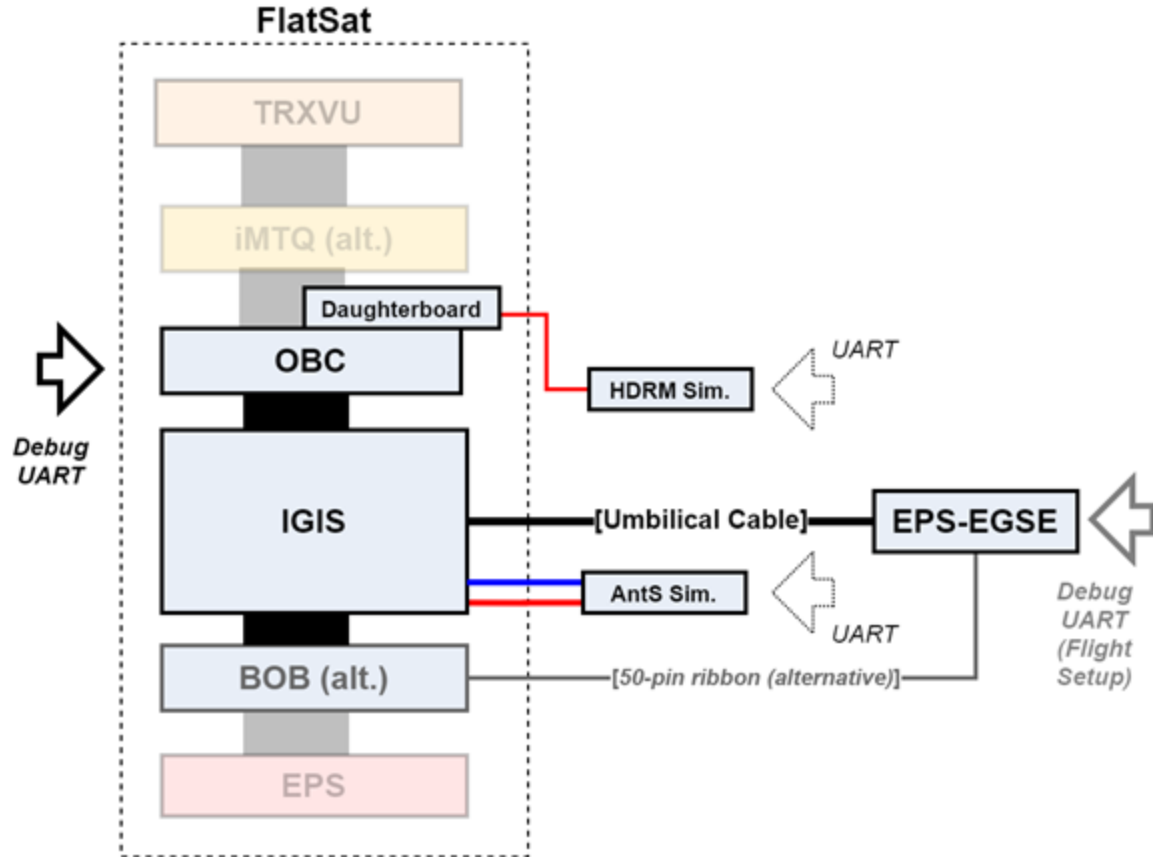 FlatSat
TRXVU
iMTQ (alt.)
Daughterboard
OBC
HDRM Sim.
UART
Debug
UART
IGIS
[Umbilical Cable]
EPS-EGSE
AntS Sim.
UART
Debug
UART
(Flight
Setup)
BOB (alt.)
[50-pin ribbon (alternative)]
EPS